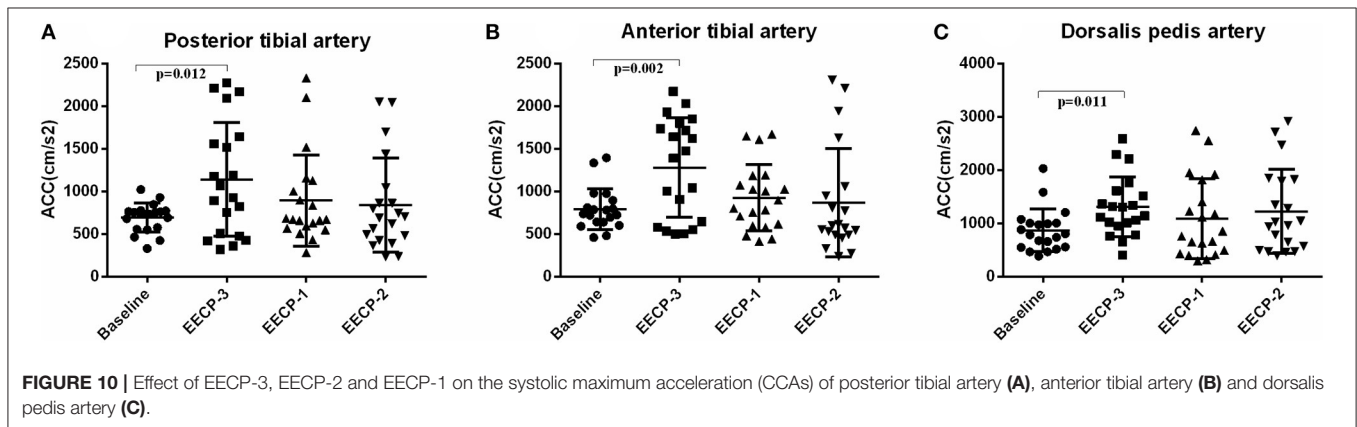 A
Posterior tibial artery
p=0.012
ACC(cm/s2)
2500
2000
1500
1000
500
0
Baseline
EECP-3
EECP-1
EECP-2
B
Anterior tibial artery
p=0.002
ACC(cm/s2)
2500
2000
1500
1000
500
0
Baseline
EECP-3
EECP-1
EECP-2
C
Dorsalis pedis artery
p=0.011
ACC(cm/s2)
4000
3000
2000
1000
0
Baseline
EECP-3
EECP-1
EECP-2
FIGURE 10 | Effect of EECP-3, EECP-2 and EECP-1 on the systolic maximum acceleration (CCAs) of posterior tibial artery (A), anterior tibial artery (B) and dorsalis
pedis artery (C).